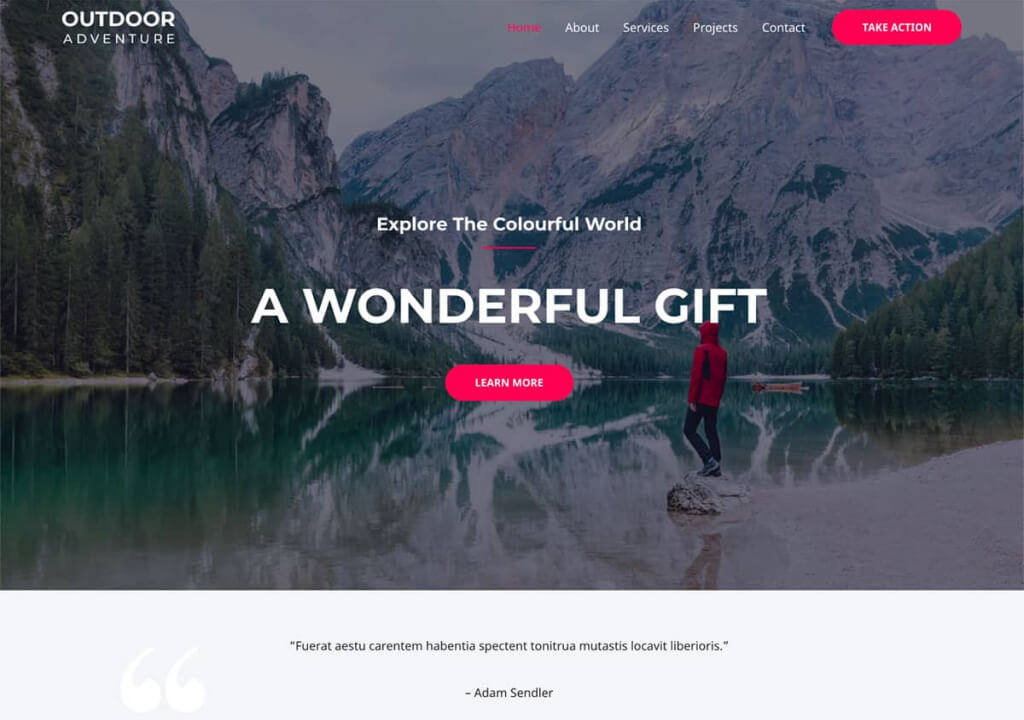 OUTDOOR
ADVENTURE
Home About Services Projects Contact TAKE ACTION
Explore The Colourful World
A WONDERFUL GIFT
LEARN MORE
“Fuerat aestu carentem habentia spectent tonitrua mutastis locavit liberioris.”
– Adam Sendler